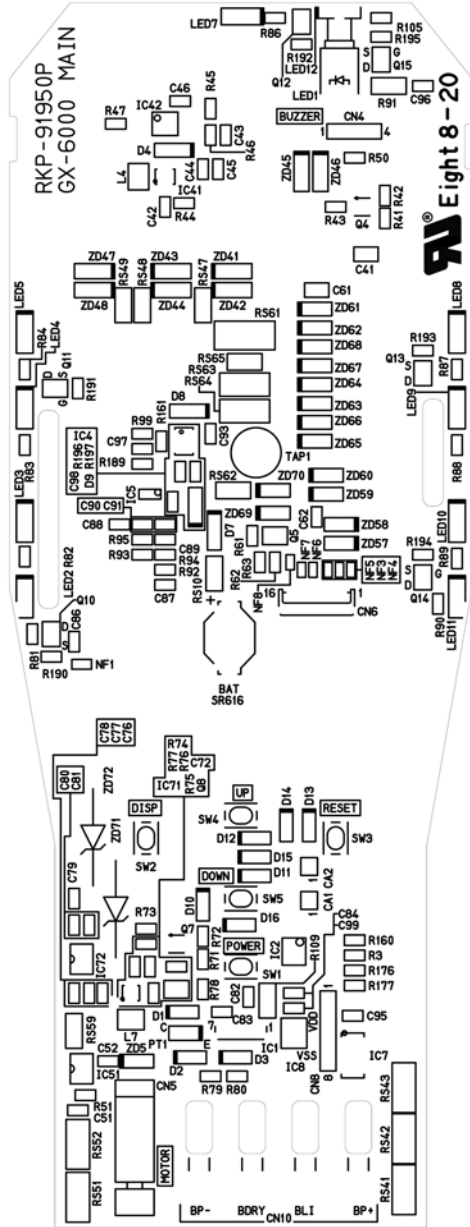 RKP-91950P
GX-6000 MAIN
LED7
R86
R192
Q12
LED12
LED1
R105
R195
S
G
D
Q15
R91
C96
C46
IC42
R47
R45
C43
R46
D4
C44
C45
L4
IC41
C42
R44
BUZZER
CN4
1
4
ZD45
ZD46
R50
R43
Q4
R42
R41
C41
Eight 8-20
ZD47
RS49
RS48
ZD43
RS47
ZD41
ZD48
ZD44
ZD42
C61
ZD61
RS61
ZD62
ZD68
RS65
RS63
RS64
ZD67
ZD64
ZD63
ZD66
ZD65
LED5
R84
LED4
Q11
D
S
G
R191
LED8
R193
R87
Q13
S
G
D
LED9
D8
R161
R99
C97
R189
C93
IC4
R196
R197
C98
D9
IC5
C90
C91
C88
R95
R93
C89
R94
R92
C87
RS10
D7
TAP1
RS62
ZD70
ZD60
ZD59
ZD69
R61
Q5
C62
ZD58
ZD57
R62
R63
NF8
NF7
NF6
NF5
NF3
NF4
16
1
CN6
R83
LED3
R82
LED2
Q10
D
S
G
C86
R81
R190
NF1
R88
LED10
R89
R194
S
G
D
Q14
R90
LED11
+
BAT
SR616
C78
C77
C76
C80
C81
ZD72
ZD71
R74
R77
R76
C72
IC71
R75
Q8
DISP
SW2
UP
SW4
D14
D13
RESET
SW3
D12
D15
D11
DOWN
SW5
CA2
1
CA1
1
C79
R73
D10
D16
C84
C99
Q7
R72
R71
POWER
IC2
R109
SW1
R160
R3
R176
R177
IC72
R78
C82
C83
1
VDD
C95
L7
D1
C
7
1
PT1
E
IC1
VSS
IC8
IC7
RS59
C52
ZD5
IC51
D2
D3
CN8
8
CN5
R79
R80
R51
C51
RS52
RS51
MOTOR
RS43
RS42
RS41
BP-
BDRY
BLI
BP+
CN10